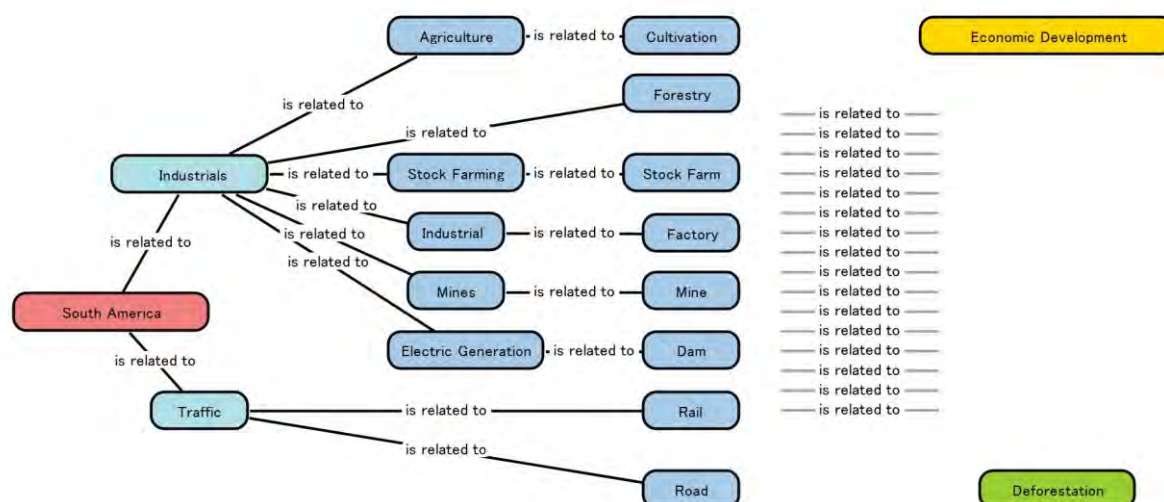 Agriculture is related to Cultivation Economic Development
Forestry
is related to is related to
is related to is related to
is related to
Industrials is related to Stock Farming is related to Stock Farm is related to
is related to
is related to is related to
is related to is related to Industrial is related to Factory is related to
is related to
is related to is related to
Mines is related to Mine is related to
South America is related to
is related to
Electric Generation is related to Dam is related to
is related to is related to
is related to
Traffic is related to Rail is related to
is related to
Road Deforestation